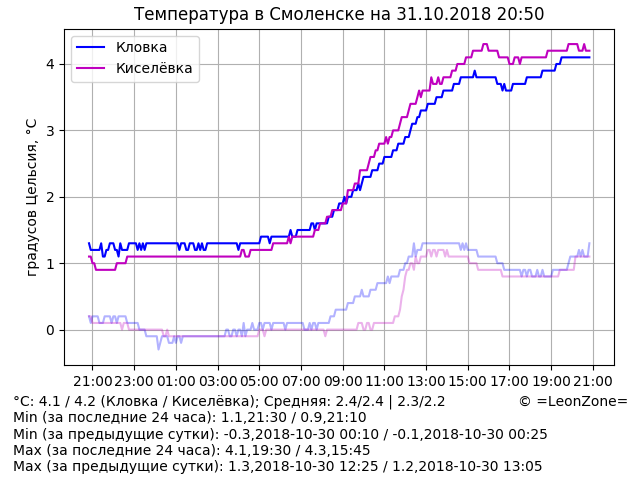 Температура в Смоленске на 31.10.2018 20:50
Кловка
Киселёвка
градусов Цельсия, °C
4
3
2
1
0
21:00 23:00 01:00 03:00 05:00 07:00 09:00 11:00 13:00 15:00 17:00 19:00 21:00
°C: 4.1 / 4.2 (Кловка / Киселёвка); Средняя: 2.4/2.4 | 2.3/2.2 © =LeonZone=
Min (за последние 24 часа): 1.1,21:30 / 0.9,21:10
Min (за предыдущие сутки): -0.3,2018-10-30 00:10 / -0.1,2018-10-30 00:25
Max (за последние 24 часа): 4.1,19:30 / 4.3,15:45
Max (за предыдущие сутки): 1.3,2018-10-30 12:25 / 1.2,2018-10-30 13:05